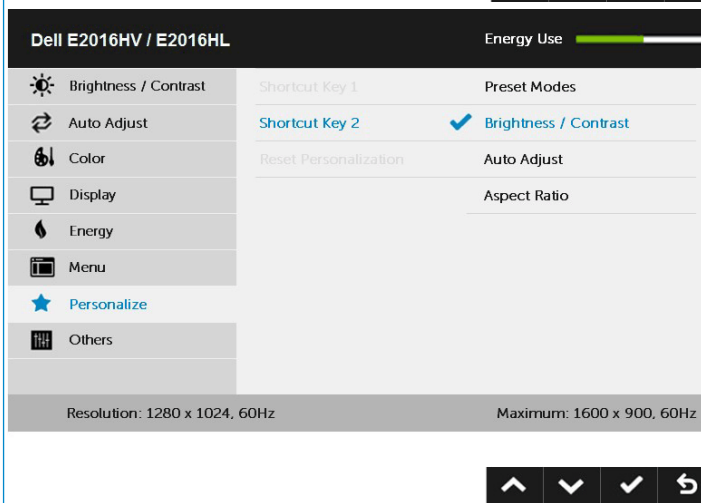 Dell E2016HV / E2016HL
Energy Use
Brightness / Contrast
Shortcut Key 1
Preset Modes
Auto Adjust
Shortcut Key 2
Brightness / Contrast
Color
Reset Personalization
Auto Adjust
Display
Aspect Ratio
Energy
Menu
Personalize
Others
Resolution: 1280 x 1024, 60Hz
Maximum: 1600 x 900, 60Hz